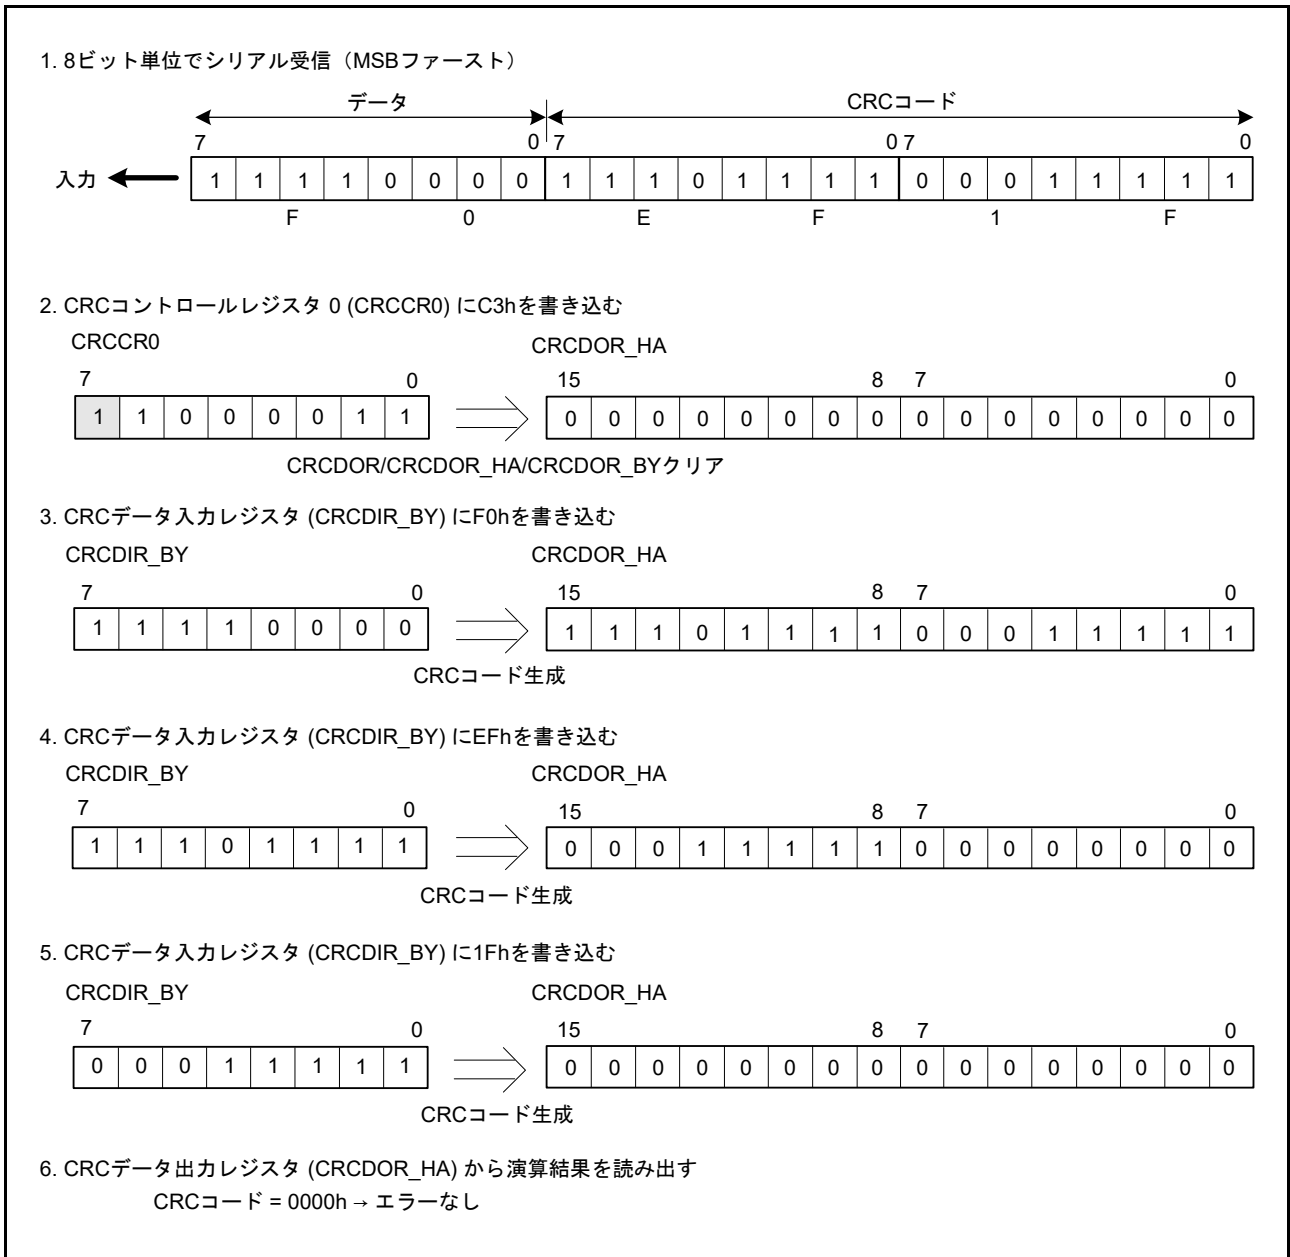 1. 8ビット単位でシリアル受信（MSBファースト）
データ CRCコード
7 0 7 0 7 0
入力 1 1 1 1 0 0 0 0 1 1 1 0 1 1 1 1 0 0 0 1 1 1 1 1
F 0 E F 1 F
2. CRCコントロールレジスタ 0 (CRCCR0) にC3hを書き込む
CRCCR0 CRCDOR_HA
7 0 15 8 7 0
1 1 0 0 0 0 1 1 0 0 0 0 0 0 0 0 0 0 0 0 0 0 0 0
CRCDOR/CRCDOR_HA/CRCDOR_BYクリア
3. CRCデータ入力レジスタ (CRCDIR_BY) にF0hを書き込む
CRCDIR_BY CRCDOR_HA
7 0 15 8 7 0
1 1 1 1 0 0 0 0 1 1 1 0 1 1 1 1 0 0 0 1 1 1 1 1
CRCコード生成
4. CRCデータ入力レジスタ (CRCDIR_BY) にEFhを書き込む
CRCDIR_BY CRCDOR_HA
7 0 15 8 7 0
1 1 1 0 1 1 1 1 0 0 0 1 1 1 1 1 0 0 0 0 0 0 0 0
CRCコード生成
5. CRCデータ入力レジスタ (CRCDIR_BY) に1Fhを書き込む
CRCDIR_BY CRCDOR_HA
7 0 15 8 7 0
0 0 0 1 1 1 1 1 0 0 0 0 0 0 0 0 0 0 0 0 0 0 0 0
CRCコード生成
6. CRCデータ出力レジスタ (CRCDOR_HA) から演算結果を読み出す
CRCコード = 0000h → エラーなし